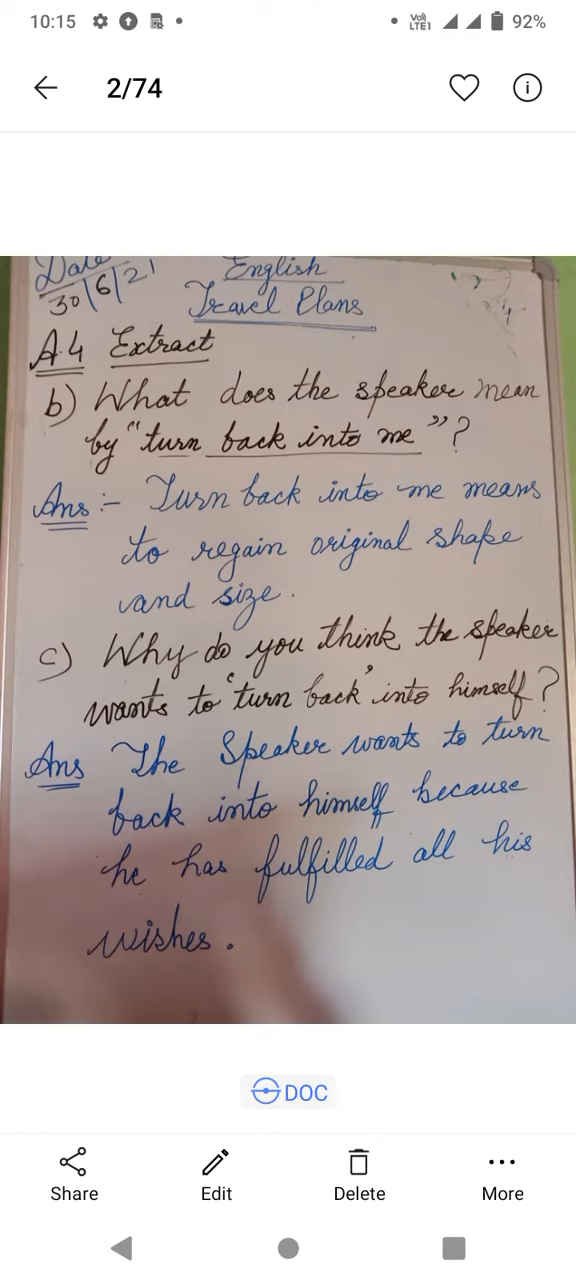 10:15
Vo))
LTE1
92%
2/74
Date
30/6/21
English
Travel Plans
A.4 Extract
b) What does the speaker mean
by "turn back into me"?
Ans :- Turn back into me means
to regain original shape
and size.
c) Why do you think the speaker
wants to 'turn back' into himself?
Ans The Speaker wants to turn
back into himself because
he has fulfilled all his
wishes.
DOC
Share
Edit
Delete
More